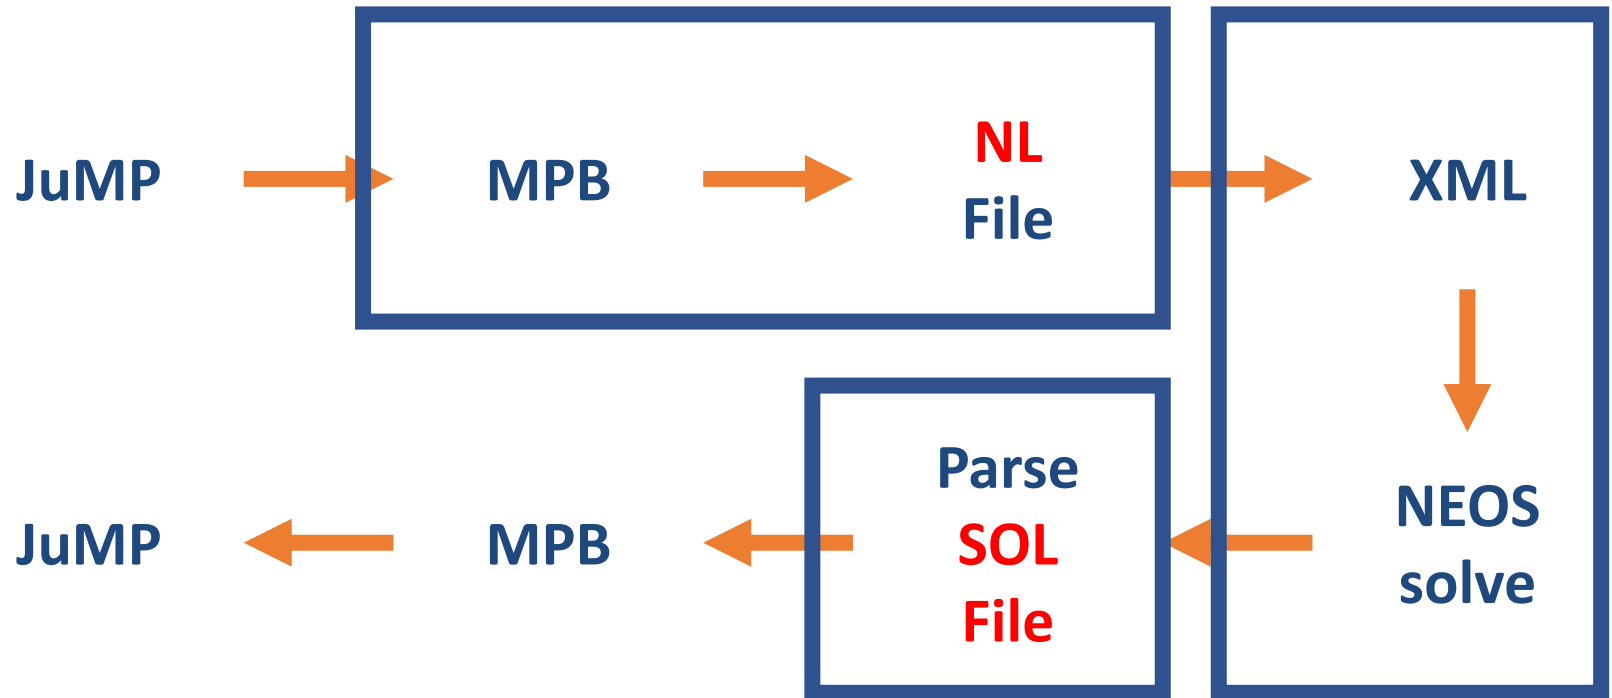 JuMP
MPB
NL
File
XML
NEOS
solve
Parse
SOL
File
MPB
JuMP